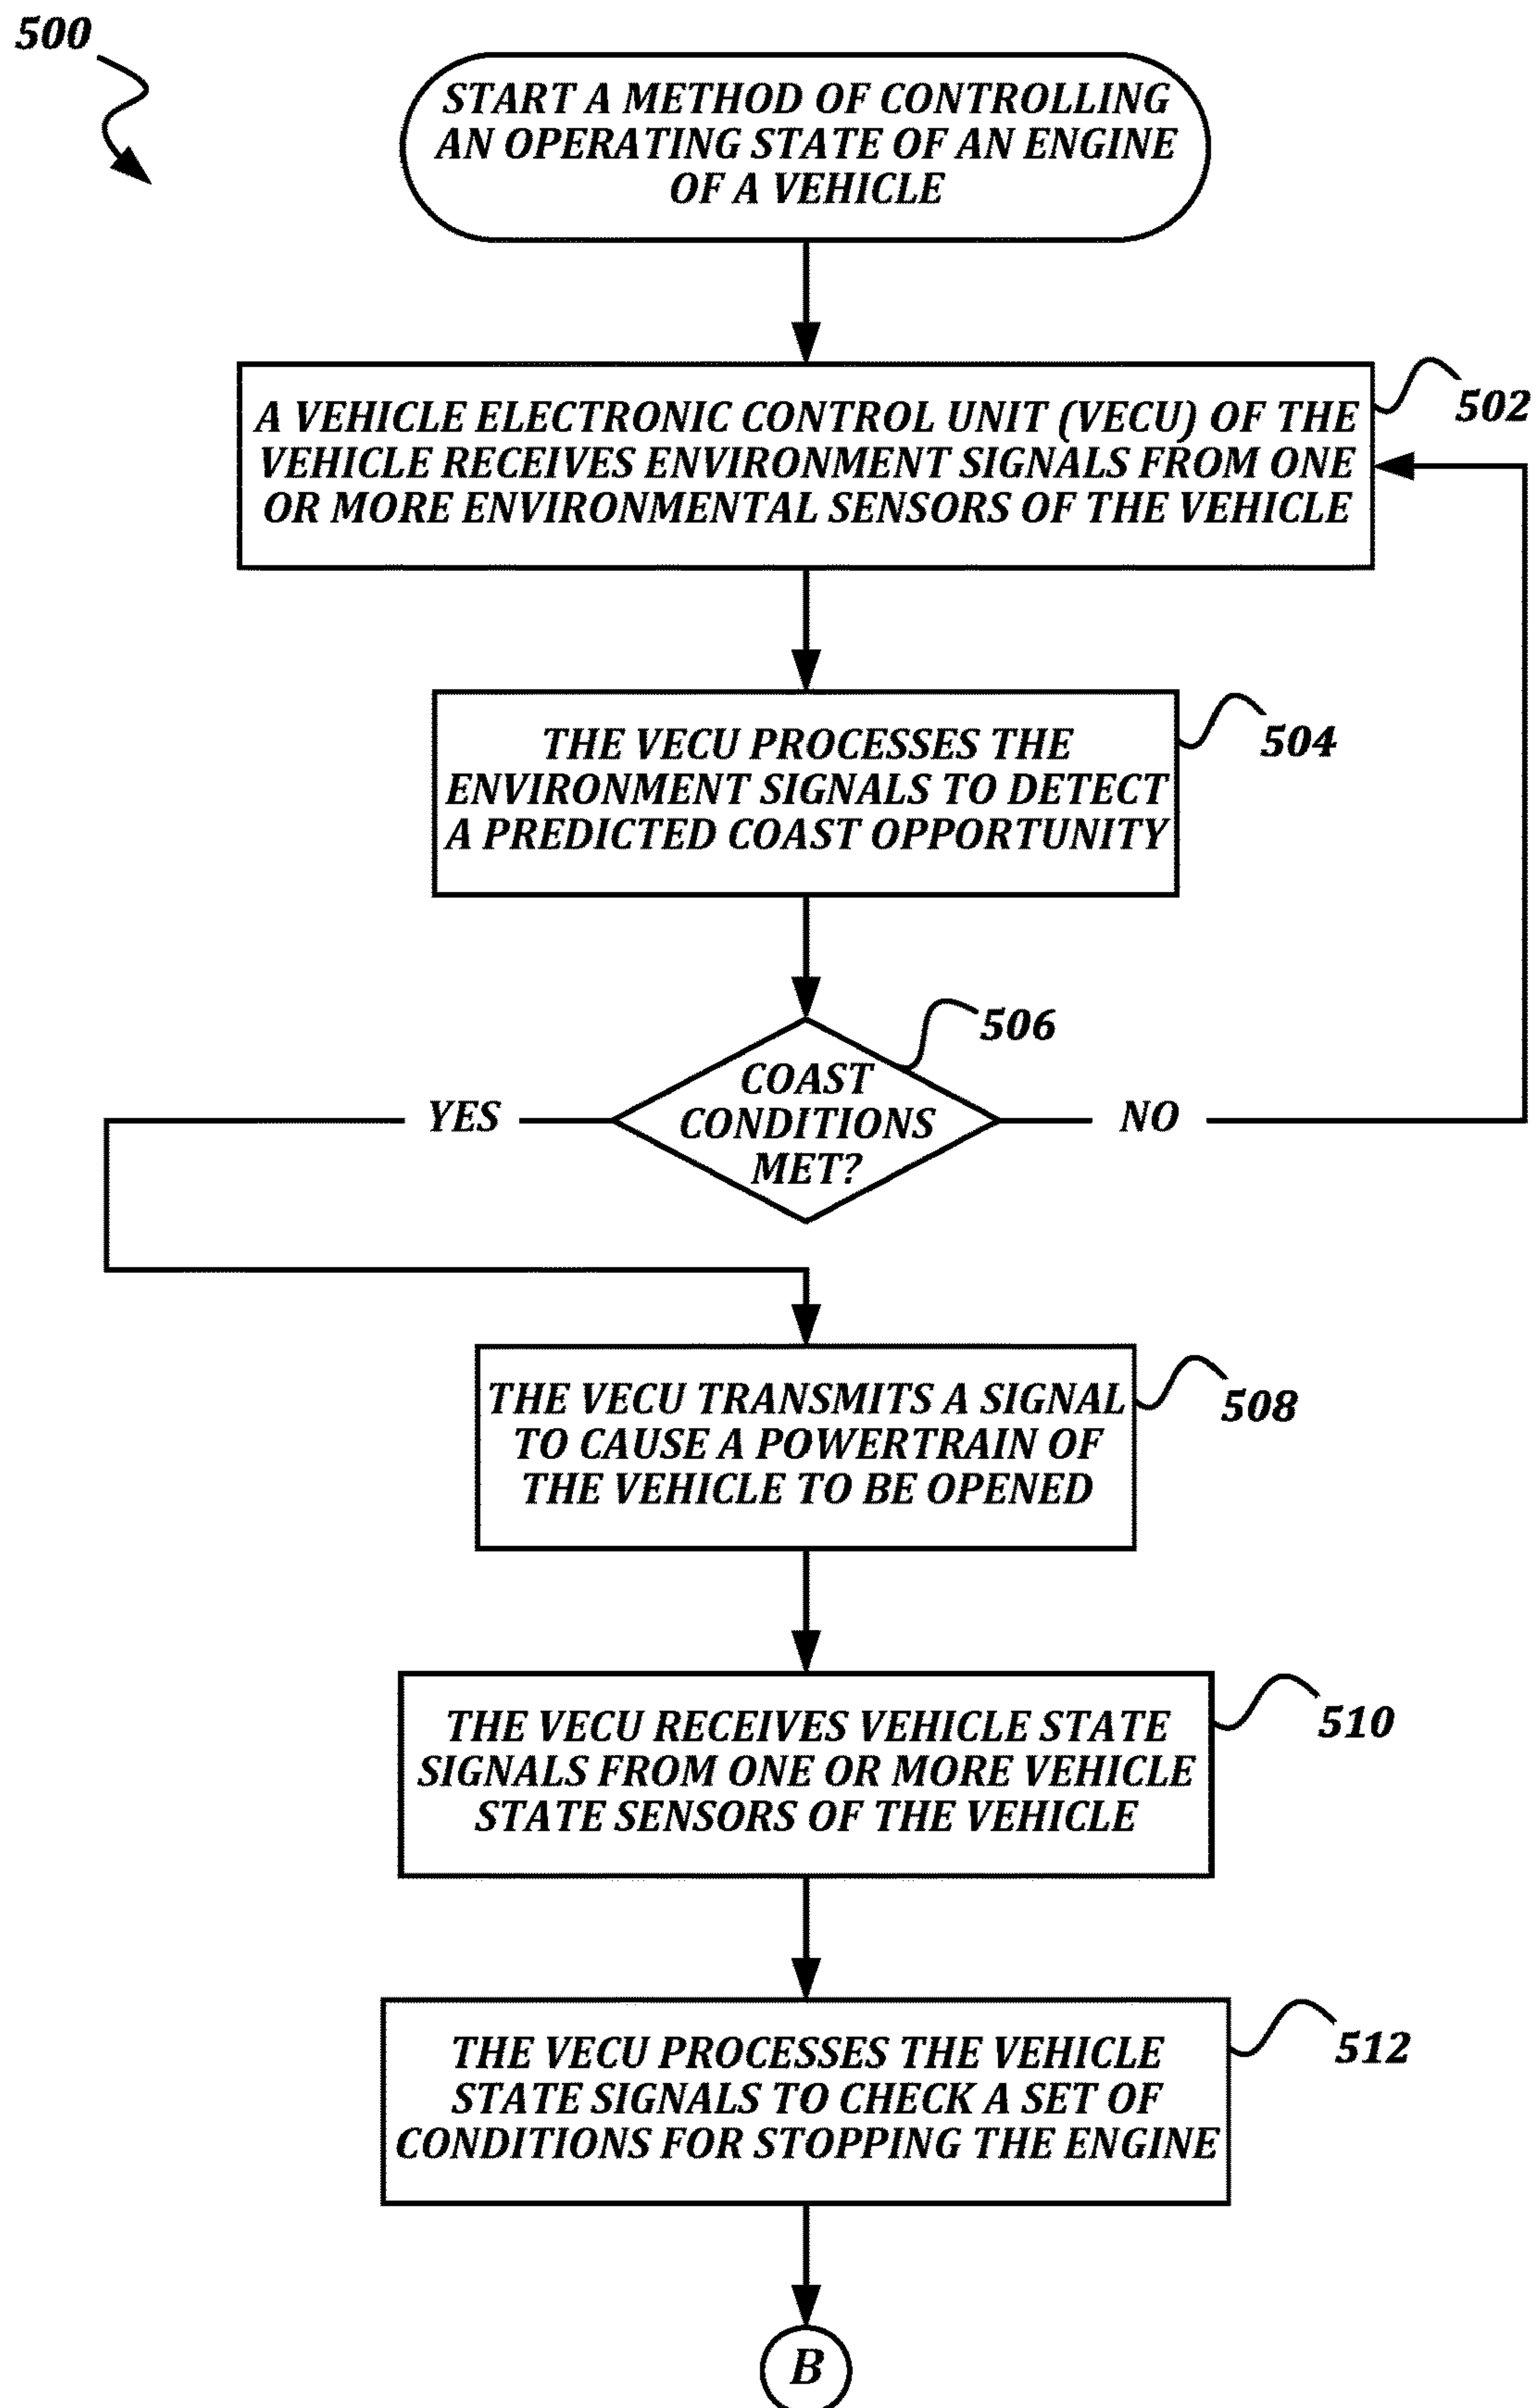 500
START A METHOD OF CONTROLLING
AN OPERATING STATE OF AN ENGINE
OF A VEHICLE
A VEHICLE ELECTRONIC CONTROL UNIT (VECU) OF THE
VEHICLE RECEIVES ENVIRONMENT SIGNALS FROM ONE
OR MORE ENVIRONMENTAL SENSORS OF THE VEHICLE
502
THE VECU PROCESSES THE
ENVIRONMENT SIGNALS TO DETECT
A PREDICTED COAST OPPORTUNITY
504
506
COAST
CONDITIONS
MET?
YES
NO
THE VECU TRANSMITS A SIGNAL
TO CAUSE A POWERTRAIN OF
THE VEHICLE TO BE OPENED
508
THE VECU RECEIVES VEHICLE STATE
SIGNALS FROM ONE OR MORE VEHICLE
STATE SENSORS OF THE VEHICLE
510
THE VECU PROCESSES THE VEHICLE
STATE SIGNALS TO CHECK A SET OF
CONDITIONS FOR STOPPING THE ENGINE
512
B